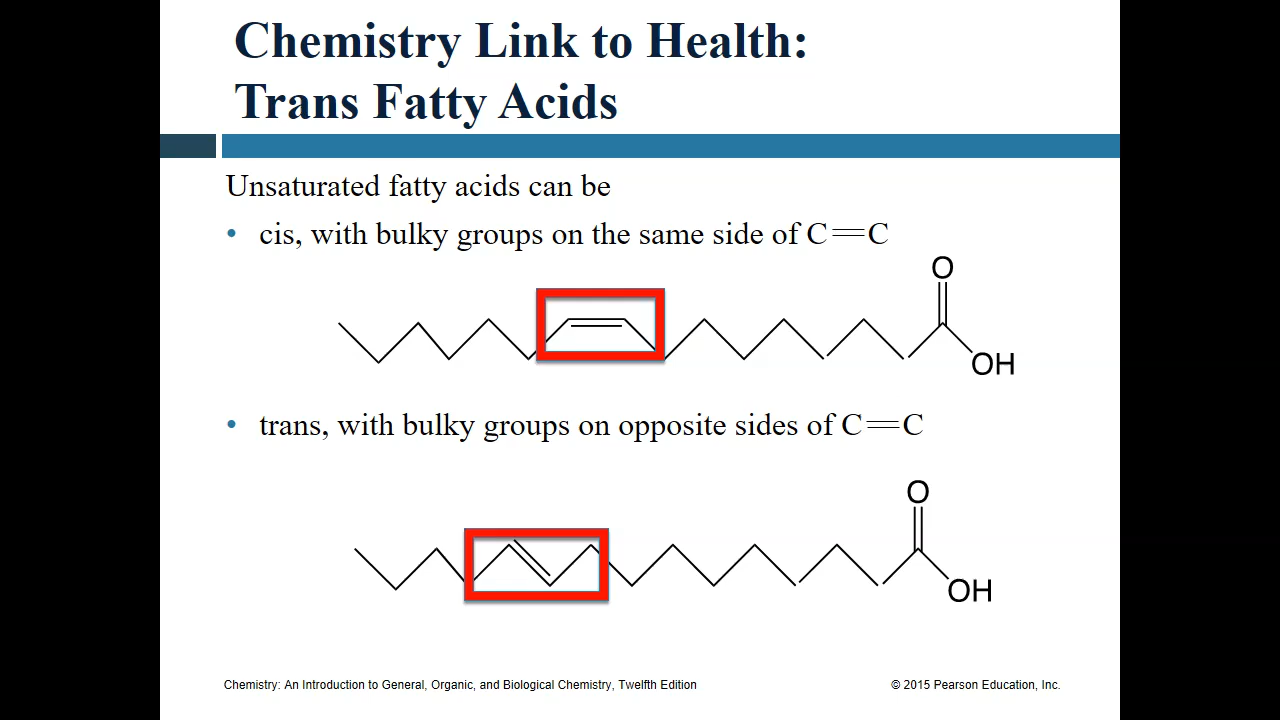 Chemistry Link to Health:
Trans Fatty Acids
Unsaturated fatty acids can be
• cis, with bulky groups on the same side of C=C
O
OH
• trans, with bulky groups on opposite sides of C=C
O
OH
Chemistry: An Introduction to General, Organic, and Biological Chemistry, Twelfth Edition
© 2015 Pearson Education, Inc.